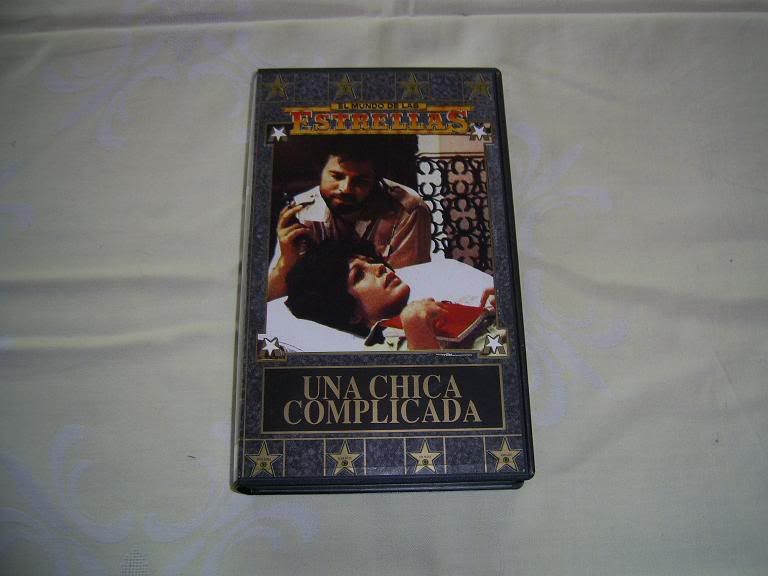 EL MUNDO DE LAS
ESTRELLAS
UNA CHICA
COMPLICADA